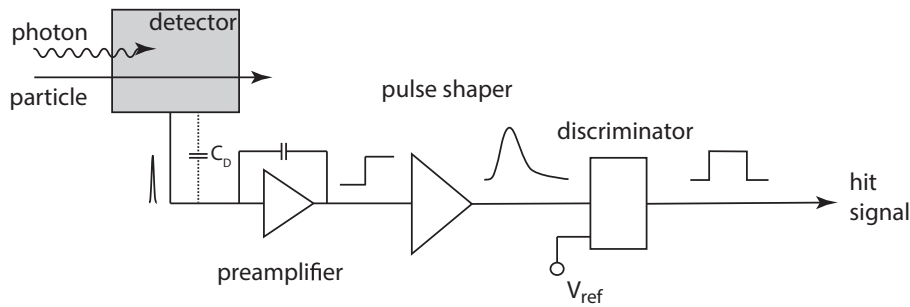 detector
photon
particle
pulse shaper
discriminator
C_D
hit
signal
preamplifier
V_ref